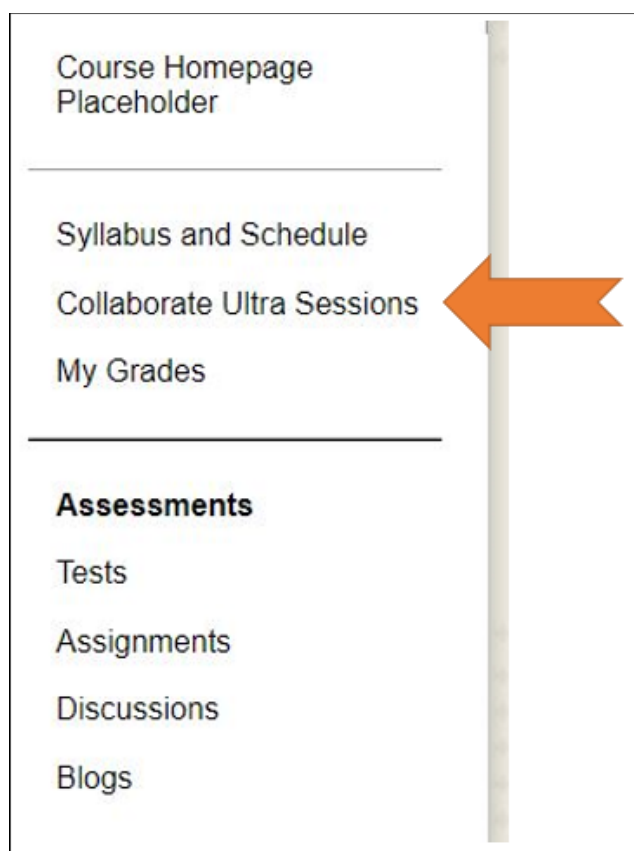 Course Homepage
Placeholder
Syllabus and Schedule
Collaborate Ultra Sessions
My Grades
Assessments
Tests
Assignments
Discussions
Blogs